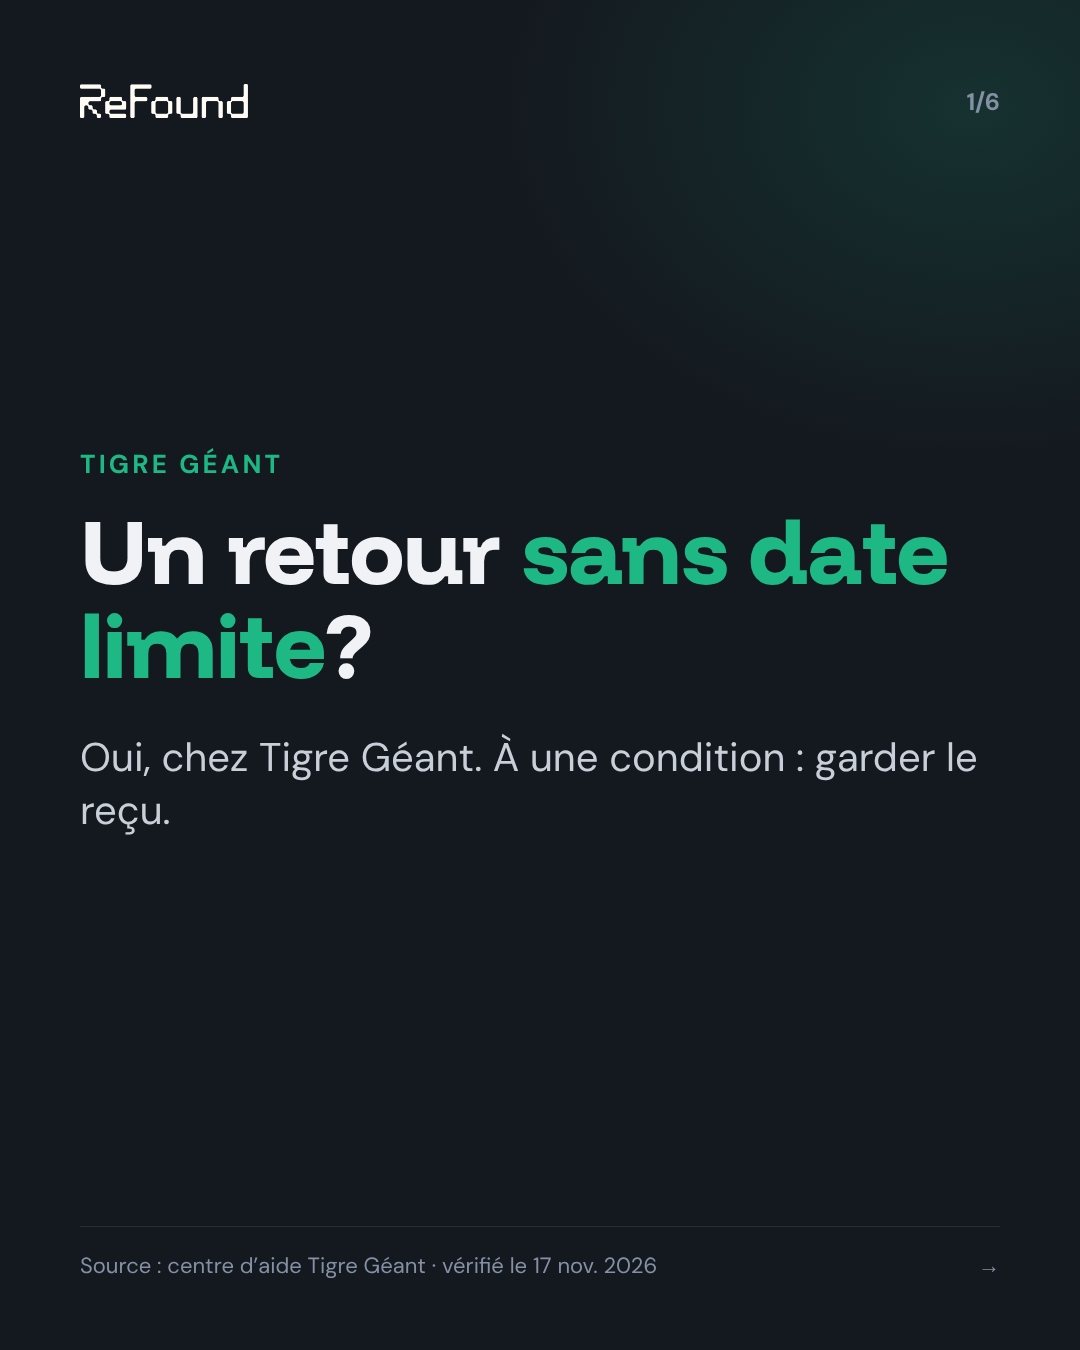 ReFound
1/6
TIGRE GÉANT
Un retour sans date
limite?
Oui, chez Tigre Géant. À une condition : garder le
reçu.
Source : centre d’aide Tigre Géant · vérifié le 17 nov. 2026
→